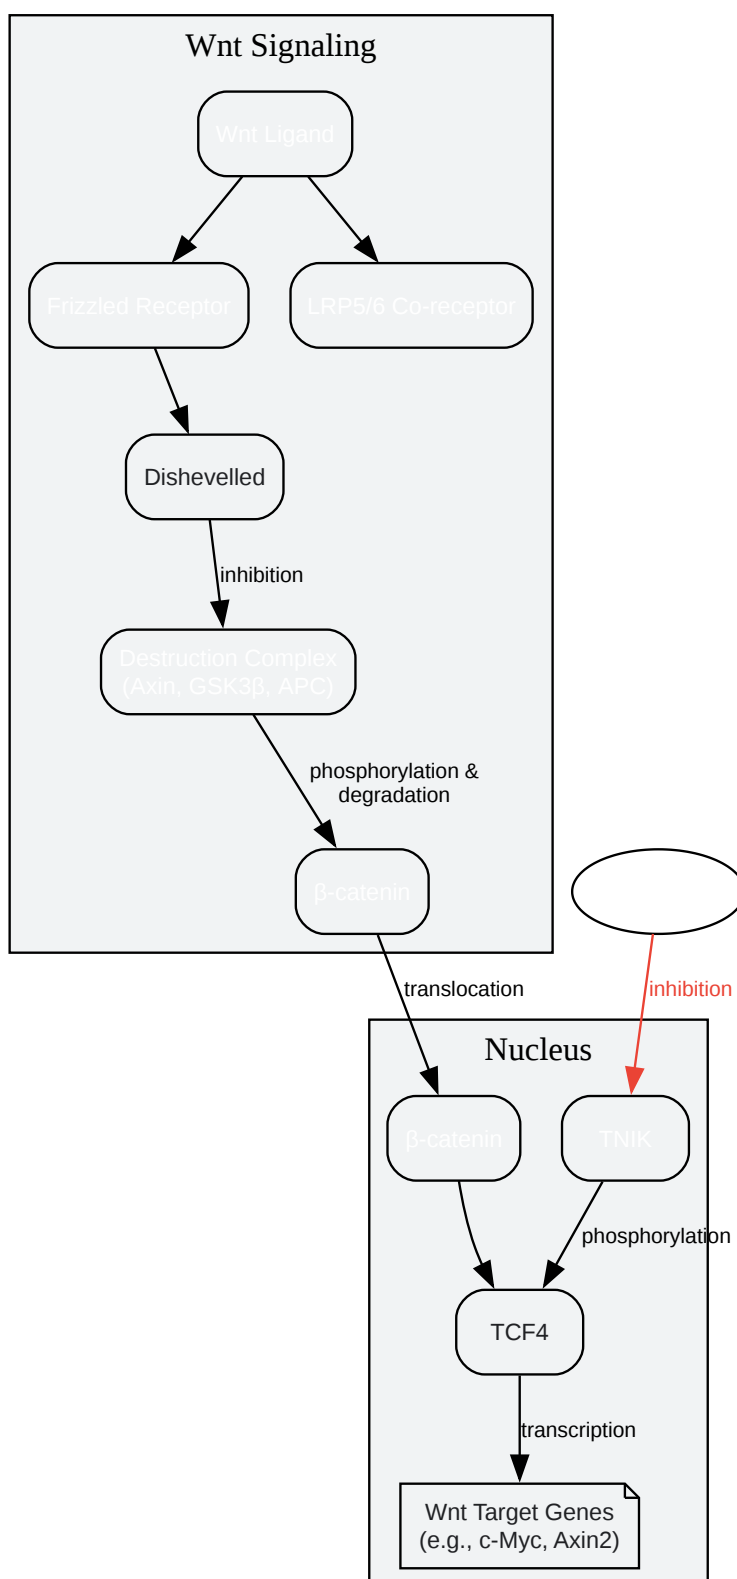 Wnt Signaling
Wnt Ligand
Frizzled Receptor
LRP5/6 Co-receptor
Dishevelled
inhibition
Destruction Complex
(Axin, GSK3β, APC)
phosphorylation &
degradation
β-catenin
translocation
inhibition
Nucleus
β-catenin
TNIK
phosphorylation
TCF4
transcription
Wnt Target Genes
(e.g., c-Myc, Axin2)